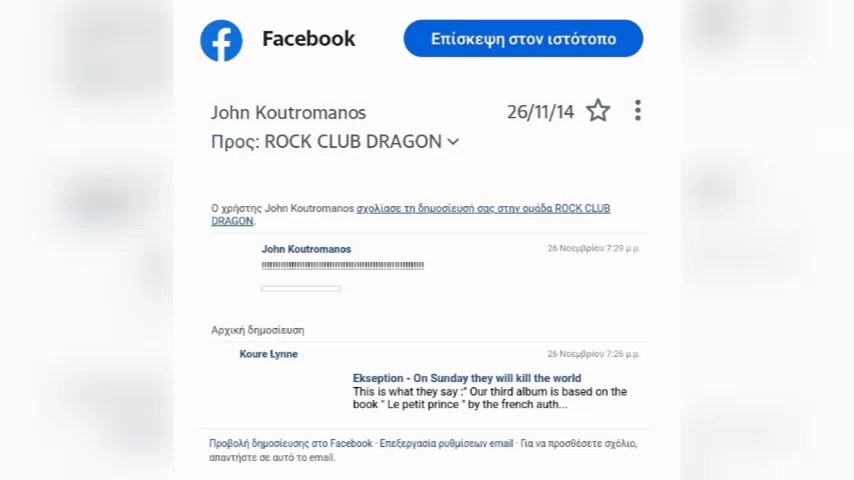 Facebook
Επίσκεψη στον ιστότοπο
John Koutromanos
26/11/14
Προς: ROCK CLUB DRAGON
Ο χρήστης John Koutromanos σχολίασε τη δημοσίευσή σας στην ομάδα ROCK CLUB
DRAGON.
John Koutromanos
26 Νοεμβρίου 7:29 μ.μ.
Αρχική δημοσίευση
Koure Lynne
26 Νοεμβρίου 7:26 μ.μ.
Ekseption - On Sunday they will kill the world
This is what they say :" Our third album is based on the
book " Le petit prince " by the french auth...
Προβολή δημοσίευσης στο Facebook · Επεξεργασία ρυθμίσεων email · Για να προσθέσετε σχόλιο,
απαντήστε σε αυτό το email.